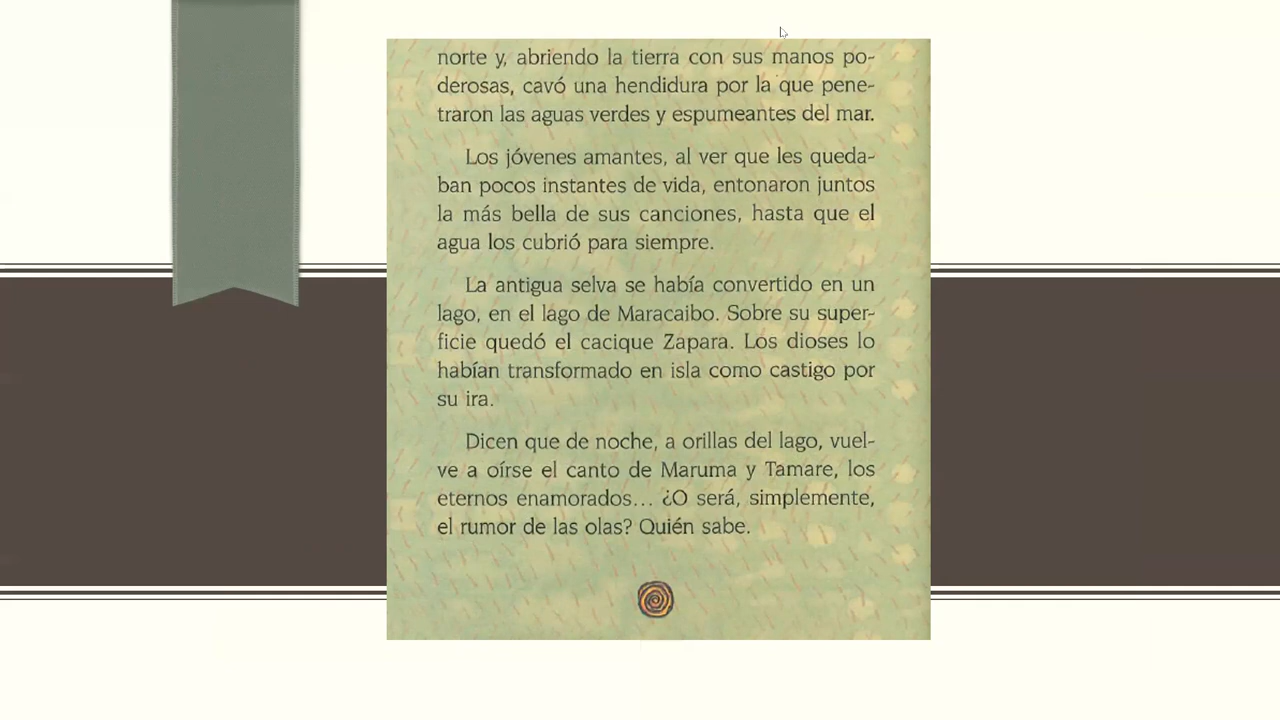 norte y, abriendo la tierra con sus manos po-
derosas, cavó una hendidura por la que pene-
traron las aguas verdes y espumeantes del mar.
Los jóvenes amantes, al ver que les queda-
ban pocos instantes de vida, entonaron juntos
la más bella de sus canciones, hasta que el
agua los cubrió para siempre.
La antigua selva se había convertido en un
lago, en el lago de Maracaibo. Sobre su super-
ficie quedó el cacique Zapara. Los dioses lo
habían transformado en isla como castigo por
su ira.
Dicen que de noche, a orillas del lago, vuel-
ve a oírse el canto de Maruma y Tamare, los
eternos enamorados... ¿O será, simplemente,
el rumor de las olas? Quién sabe.